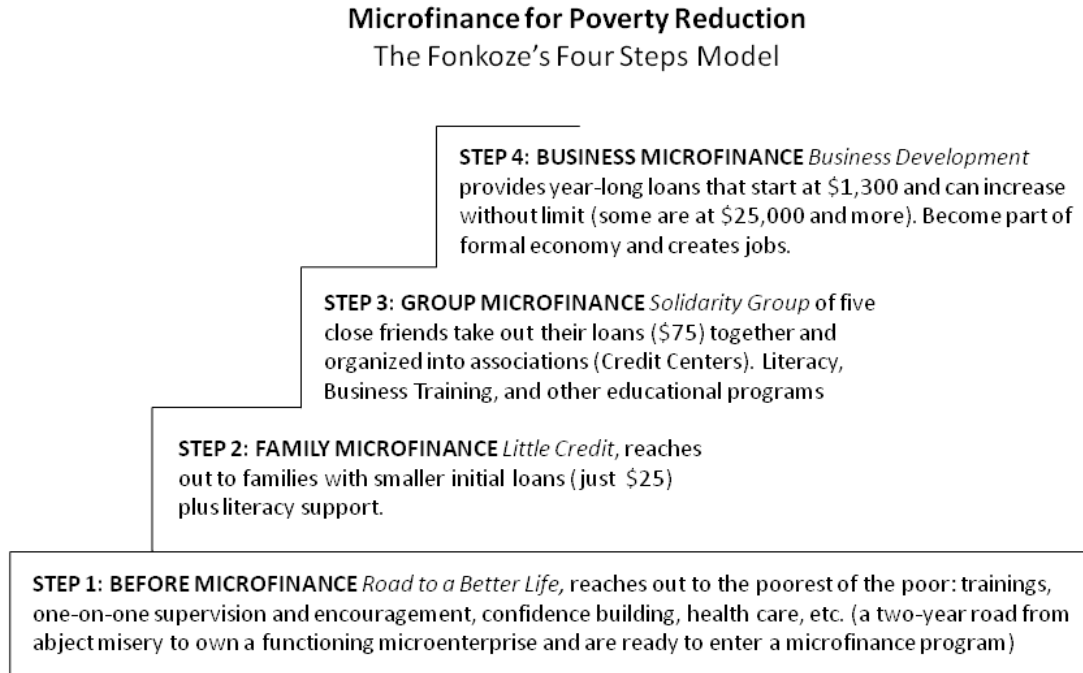 Microfinance for Poverty Reduction
The Fonkoze's Four Steps Model
STEP 4: BUSINESS MICROFINANCE Business Development
provides year-long loans that start at $1,300 and can increase
without limit (some are at $25,000 and more). Become part of
formal economy and creates jobs.
STEP 3: GROUP MICROFINANCE Solidarity Group of five
close friends take out their loans ($75) together and
organized into associations (Credit Centers). Literacy,
Business Training, and other educational programs
STEP 2: FAMILY MICROFINANCE Little Credit, reaches
out to families with smaller initial loans (just $25)
plus literacy support.
STEP 1: BEFORE MICROFINANCE Road to a Better Life, reaches out to the poorest of the poor: trainings,
one-on-one supervision and encouragement, confidence building, health care, etc. (a two-year road from
abject misery to own a functioning microenterprise and are ready to enter a microfinance program)